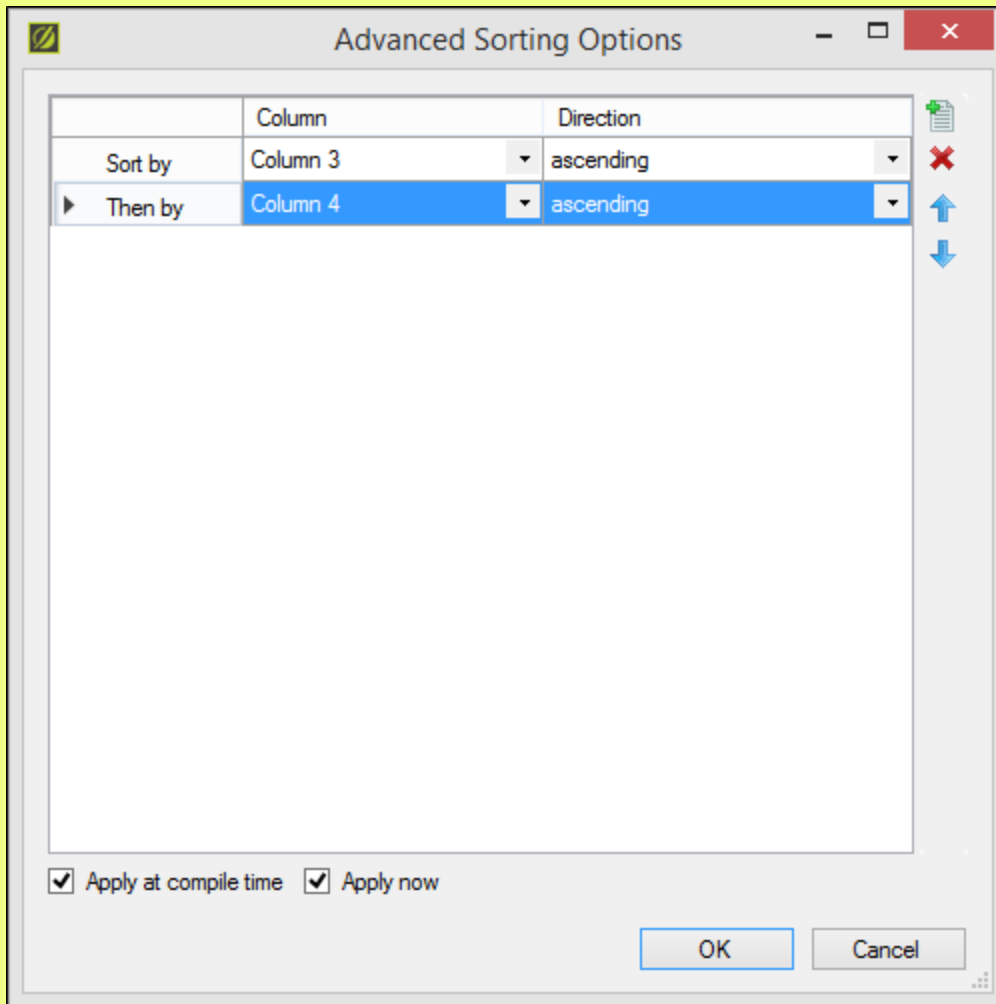 Advanced Sorting Options
Column Direction
Sort by Column 3 ascending
Then by Column 4 ascending
Apply at compile time Apply now
OK Cancel